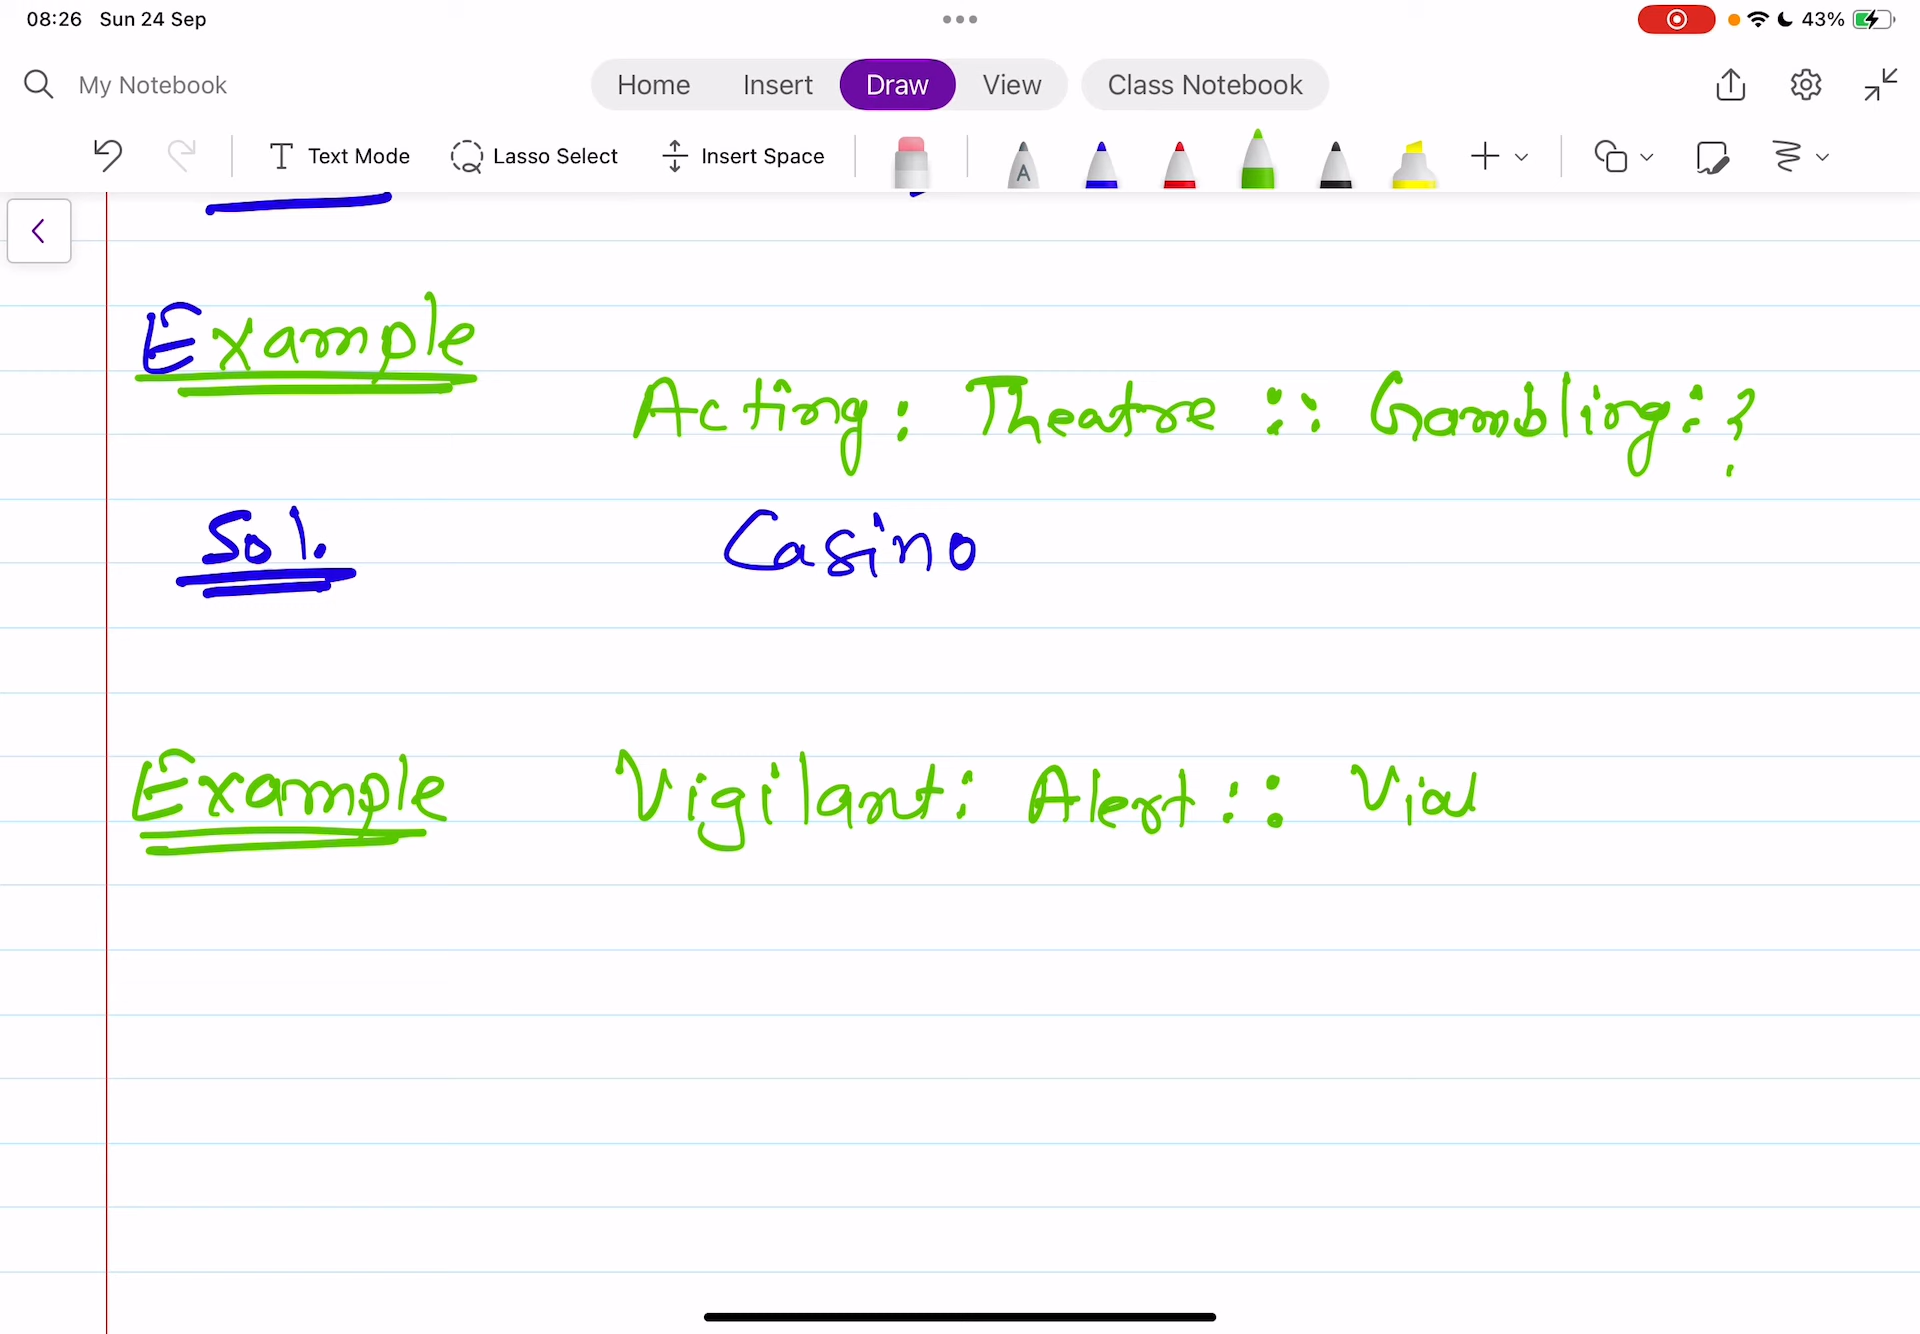 08:26 Sun 24 Sep 43%
My Notebook Home Insert Draw View Class Notebook
Text Mode Lasso Select Insert Space A
Example
Acting : Theatre :: Gambling : ?
Sol. Casino
Example Vigilant : Alert :: Vial